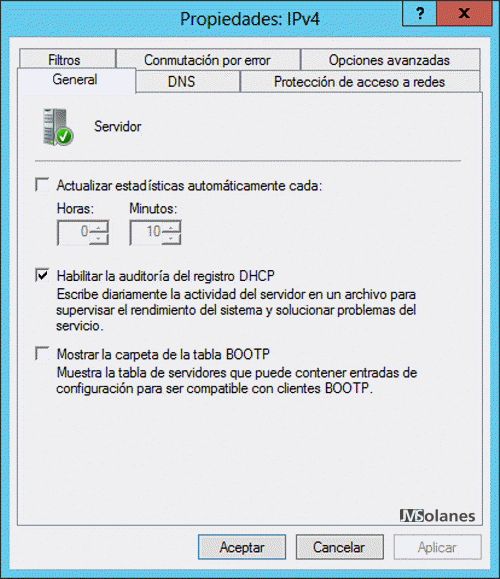 Propiedades: IPv4
? x
Filtros Conmutación por error Opciones avanzadas
General DNS Protección de acceso a redes
Servidor
Actualizar estadísticas automáticamente cada:
Horas: Minutos:
0 10
Habilitar la auditoría del registro DHCP
Escribe diariamente la actividad del servidor en un archivo para
supervisar el rendimiento del sistema y solucionar problemas del
servicio.
Mostrar la carpeta de la tabla BOOTP
Muestra la tabla de servidores que puede contener entradas de
configuración para ser compatible con clientes BOOTP.
JMSolanes
Aceptar Cancelar Aplicar